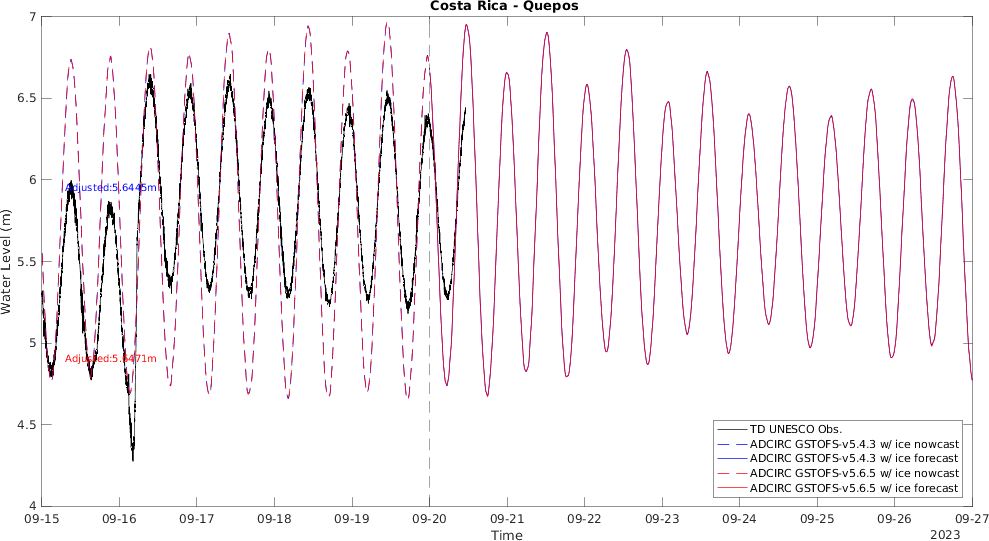 Costa Rica - Quepos
7
6.5
6
5.5
5
4.5
4
Water Level (m)
Adjusted:5.6445m
Adjusted:5.6471m
TD UNESCO Obs.
ADCIRC GSTOFS-v5.4.3 w/ ice nowcast
ADCIRC GSTOFS-v5.4.3 w/ ice forecast
ADCIRC GSTOFS-v5.6.5 w/ ice nowcast
ADCIRC GSTOFS-v5.6.5 w/ ice forecast
09-15 09-16 09-17 09-18 09-19 09-20 09-21 09-22 09-23 09-24 09-25 09-26 09-27
Time
2023